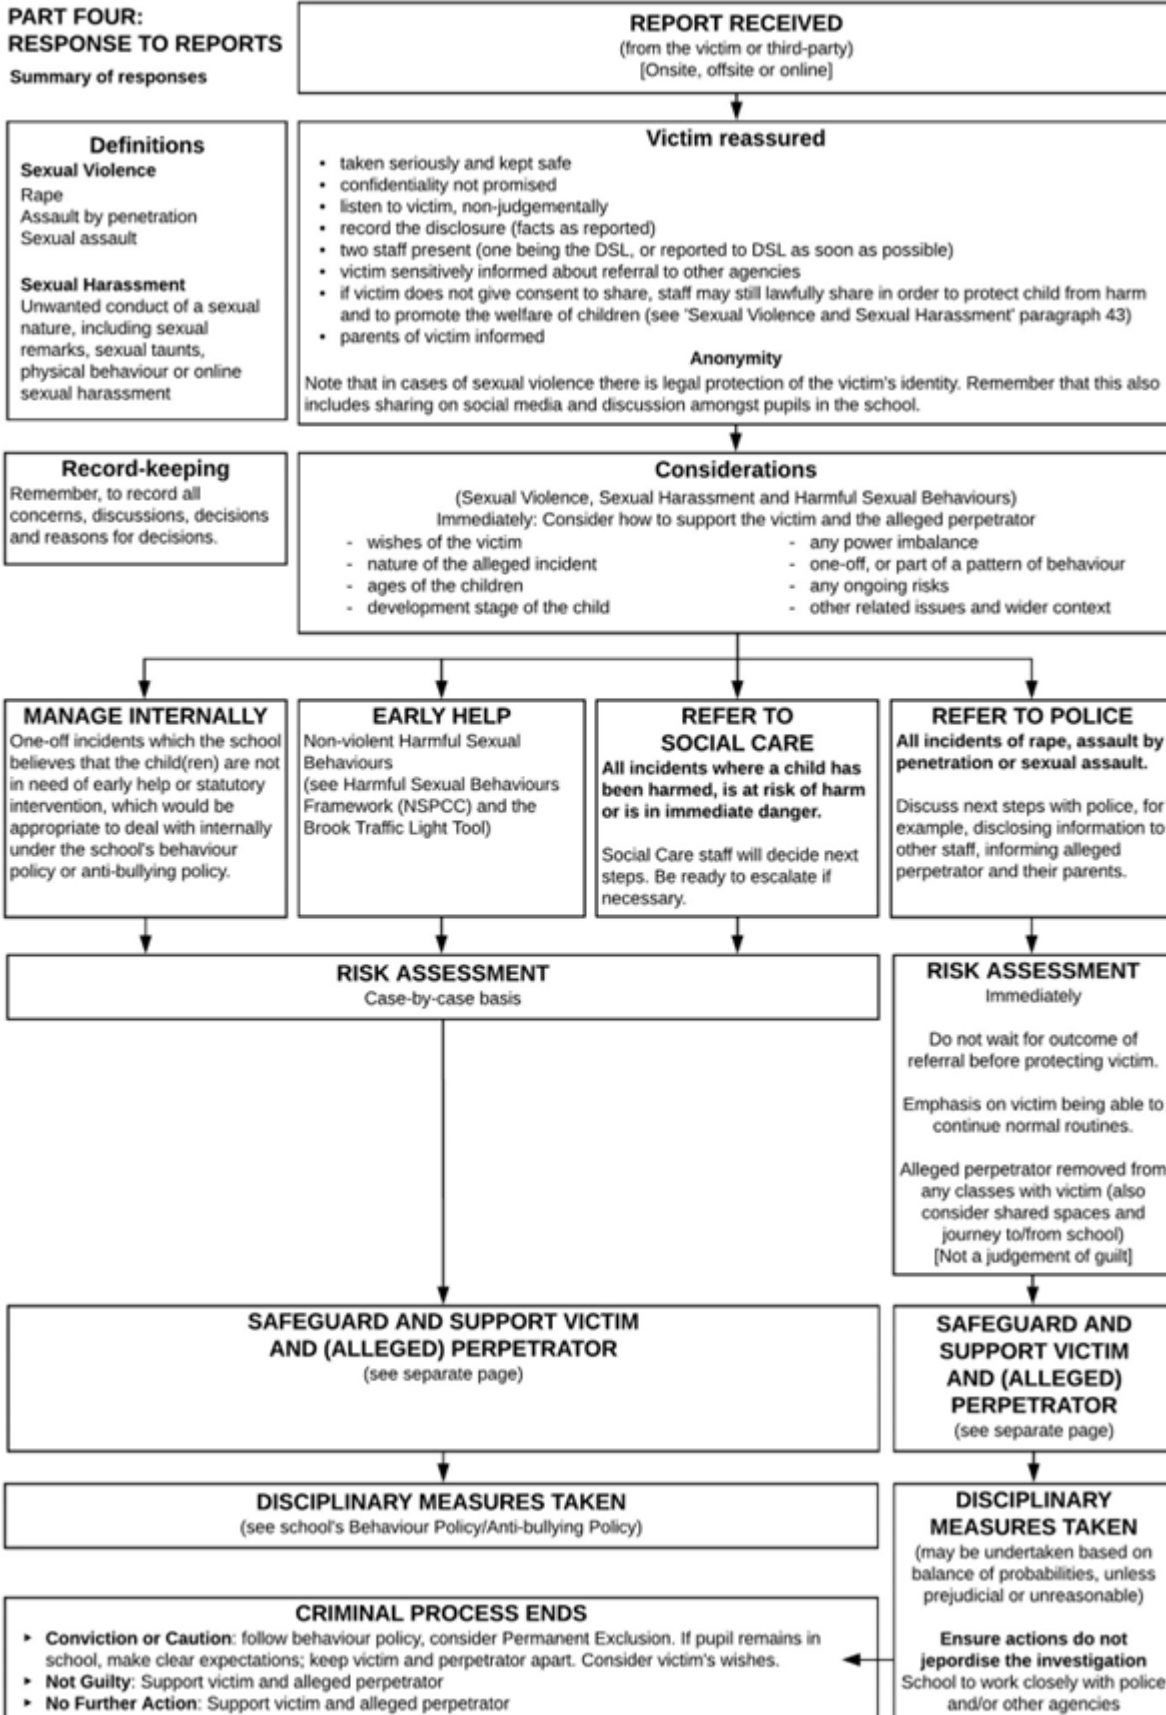 PART FOUR:
RESPONSE TO REPORTS
Summary of responses
REPORT RECEIVED
(from the victim or third-party)
[Onsite, offsite or online]
Definitions
Sexual Violence
Rape
Assault by penetration
Sexual assault
Sexual Harassment
Unwanted conduct of a sexual
nature, including sexual
remarks, sexual taunts,
physical behaviour or online
sexual harassment
Victim reassured
• taken seriously and kept safe
• confidentiality not promised
• listen to victim, non-judgementally
• record the disclosure (facts as reported)
• two staff present (one being the DSL, or reported to DSL as soon as possible)
• victim sensitively informed about referral to other agencies
• if victim does not give consent to share, staff may still lawfully share in order to protect child from harm
and to promote the welfare of children (see 'Sexual Violence and Sexual Harassment' paragraph 43)
• parents of victim informed
Anonymity
Note that in cases of sexual violence there is legal protection of the victim's identity. Remember that this also
includes sharing on social media and discussion amongst pupils in the school.
Record-keeping
Remember, to record all
concerns, discussions, decisions
and reasons for decisions.
Considerations
(Sexual Violence, Sexual Harassment and Harmful Sexual Behaviours)
Immediately: Consider how to support the victim and the alleged perpetrator
- wishes of the victim
- nature of the alleged incident
- ages of the children
- development stage of the child
- any power imbalance
- one-off, or part of a pattern of behaviour
- any ongoing risks
- other related issues and wider context
MANAGE INTERNALLY
One-off incidents which the school
believes that the child(ren) are not
in need of early help or statutory
intervention, which would be
appropriate to deal with internally
under the school's behaviour
policy or anti-bullying policy.
EARLY HELP
Non-violent Harmful Sexual
Behaviours
(see Harmful Sexual Behaviours
Framework (NSPCC) and the
Brook Traffic Light Tool)
REFER TO
SOCIAL CARE
All incidents where a child has
been harmed, is at risk of harm
or is in immediate danger.
Social Care staff will decide next
steps. Be ready to escalate if
necessary.
REFER TO POLICE
All incidents of rape, assault by
penetration or sexual assault.
Discuss next steps with police, for
example, disclosing information to
other staff, informing alleged
perpetrator and their parents.
RISK ASSESSMENT
Case-by-case basis
RISK ASSESSMENT
Immediately
Do not wait for outcome of
referral before protecting victim.
Emphasis on victim being able to
continue normal routines.
Alleged perpetrator removed from
any classes with victim (also
consider shared spaces and
journey to/from school)
[Not a judgement of guilt]
SAFEGUARD AND SUPPORT VICTIM
AND (ALLEGED) PERPETRATOR
(see separate page)
SAFEGUARD AND
SUPPORT VICTIM
AND (ALLEGED)
PERPETRATOR
(see separate page)
DISCIPLINARY MEASURES TAKEN
(see school's Behaviour Policy/Anti-bullying Policy)
DISCIPLINARY
MEASURES TAKEN
(may be undertaken based on
balance of probabilities, unless
prejudicial or unreasonable)
Ensure actions do not
jepordise the investigation
School to work closely with police
and/or other agencies
CRIMINAL PROCESS ENDS
‣ Conviction or Caution: follow behaviour policy, consider Permanent Exclusion. If pupil remains in
school, make clear expectations; keep victim and perpetrator apart. Consider victim's wishes.
‣ Not Guilty: Support victim and alleged perpetrator
‣ No Further Action: Support victim and alleged perpetrator